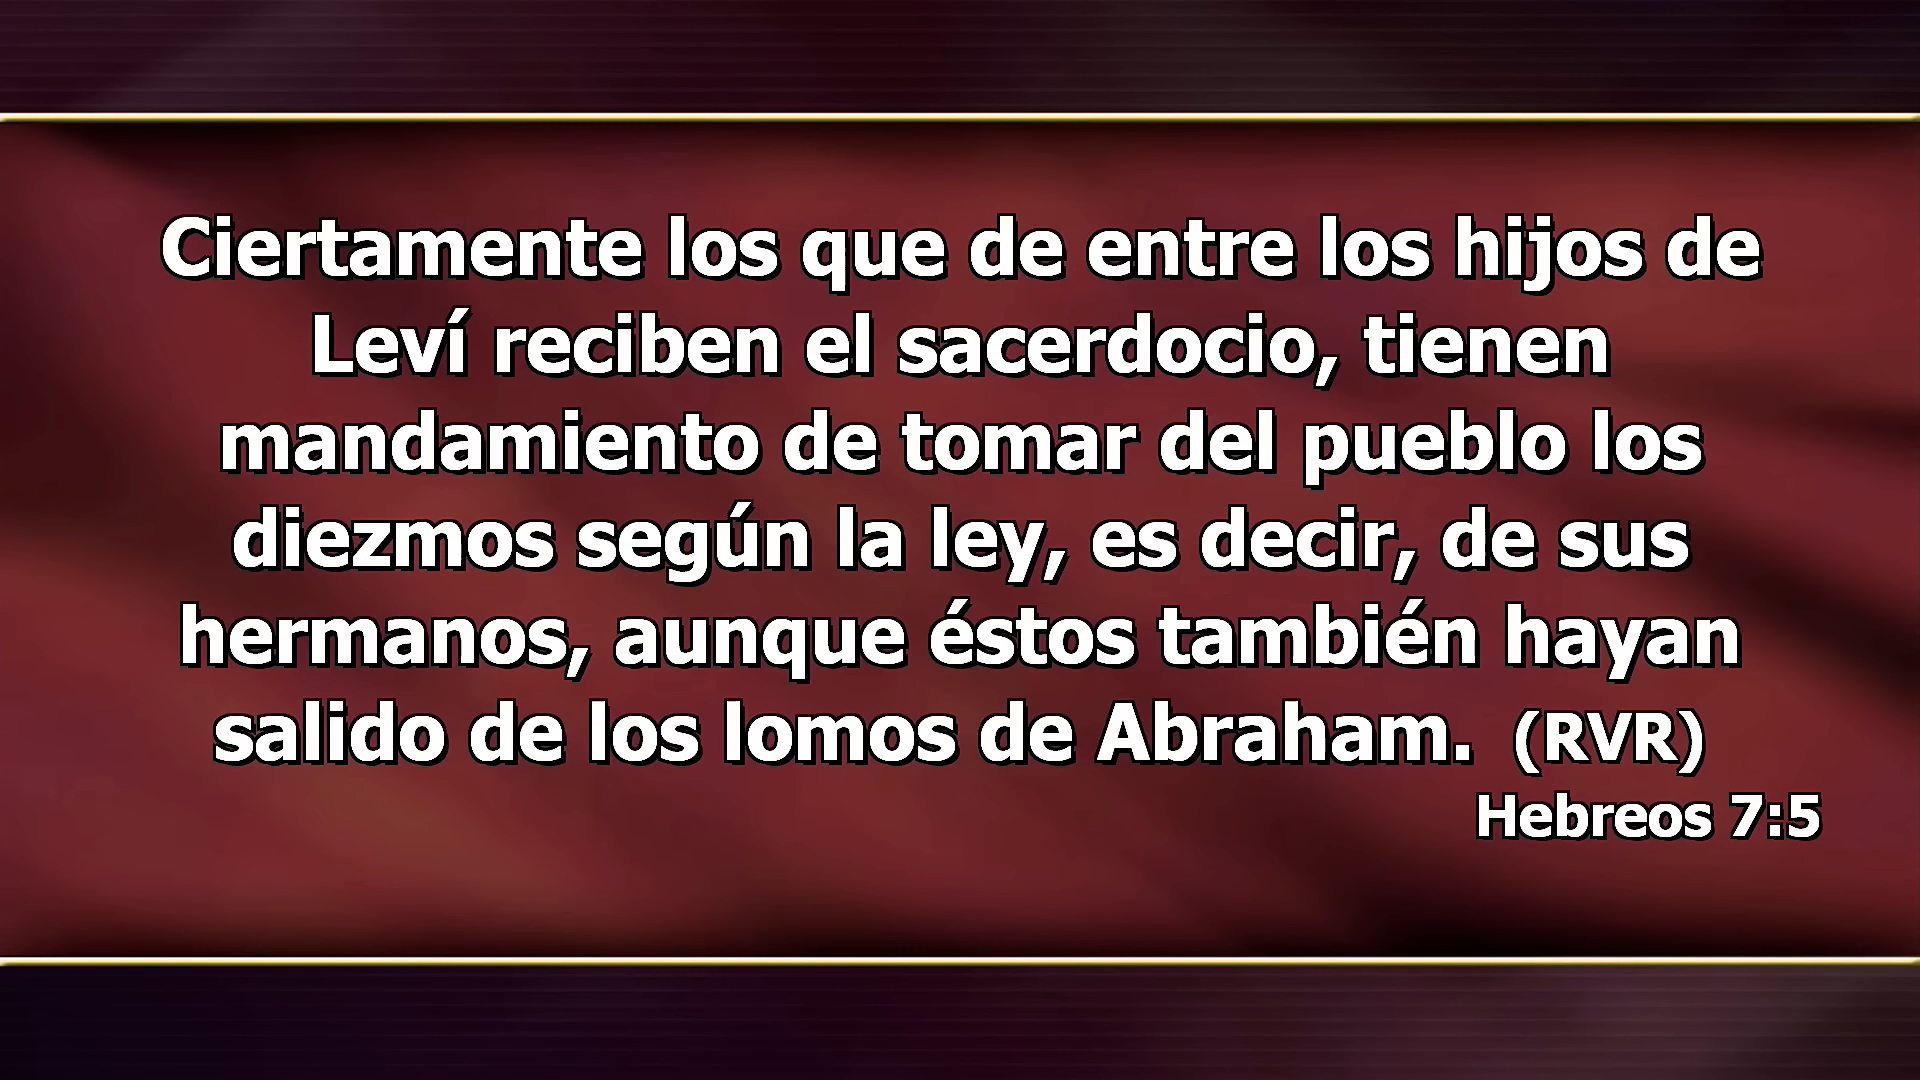 Ciertamente los que de entre los hijos de
Leví reciben el sacerdocio, tienen
mandamiento de tomar del pueblo los
diezmos según la ley, es decir, de sus
hermanos, aunque éstos también hayan
salido de los lomos de Abraham. (RVR)
Hebreos 7:5